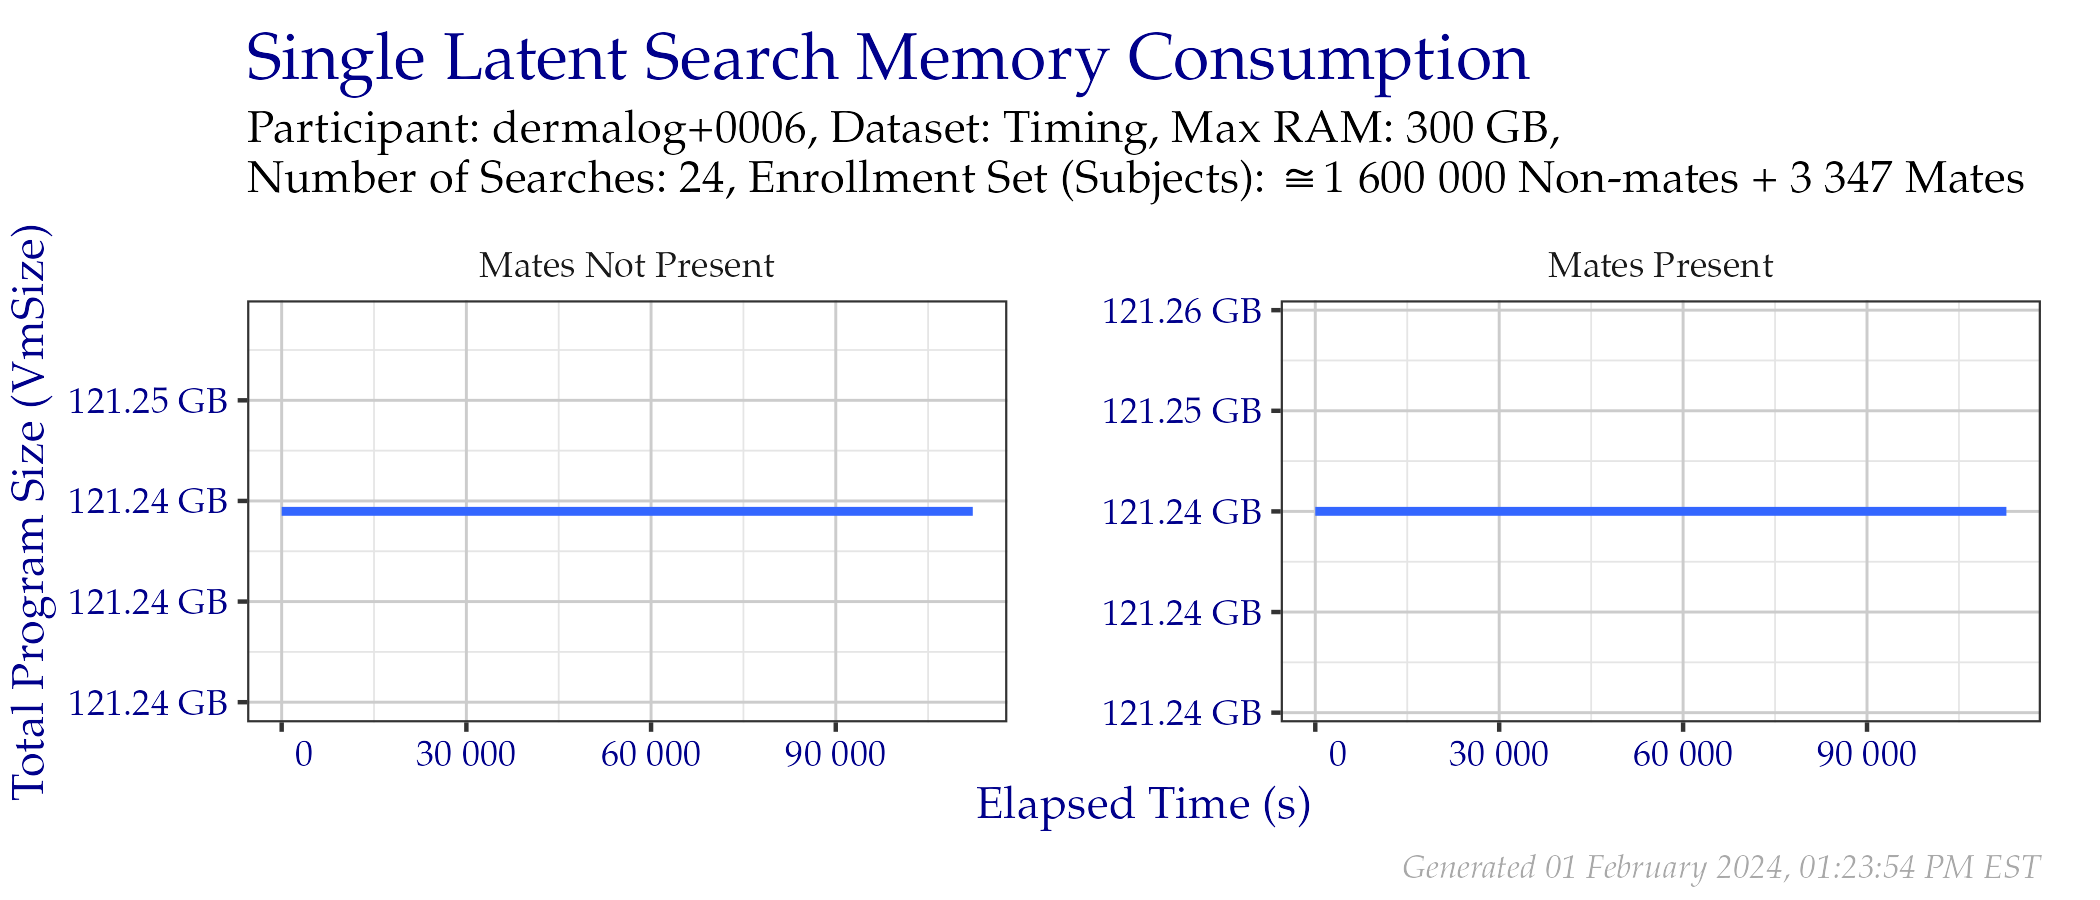 Single Latent Search Memory Consumption
Participant: dermalog+0006, Dataset: Timing, Max RAM: 300 GB,
Number of Searches: 24, Enrollment Set (Subjects): ≅ 1 600 000 Non-mates + 3 347 Mates
Total Program Size (VmSize)
Mates Not Present
121.25 GB
121.24 GB
121.24 GB
121.24 GB
0 30 000 60 000 90 000
Mates Present
121.26 GB
121.25 GB
121.24 GB
121.24 GB
121.24 GB
0 30 000 60 000 90 000
Elapsed Time (s)
Generated 01 February 2024, 01:23:54 PM EST